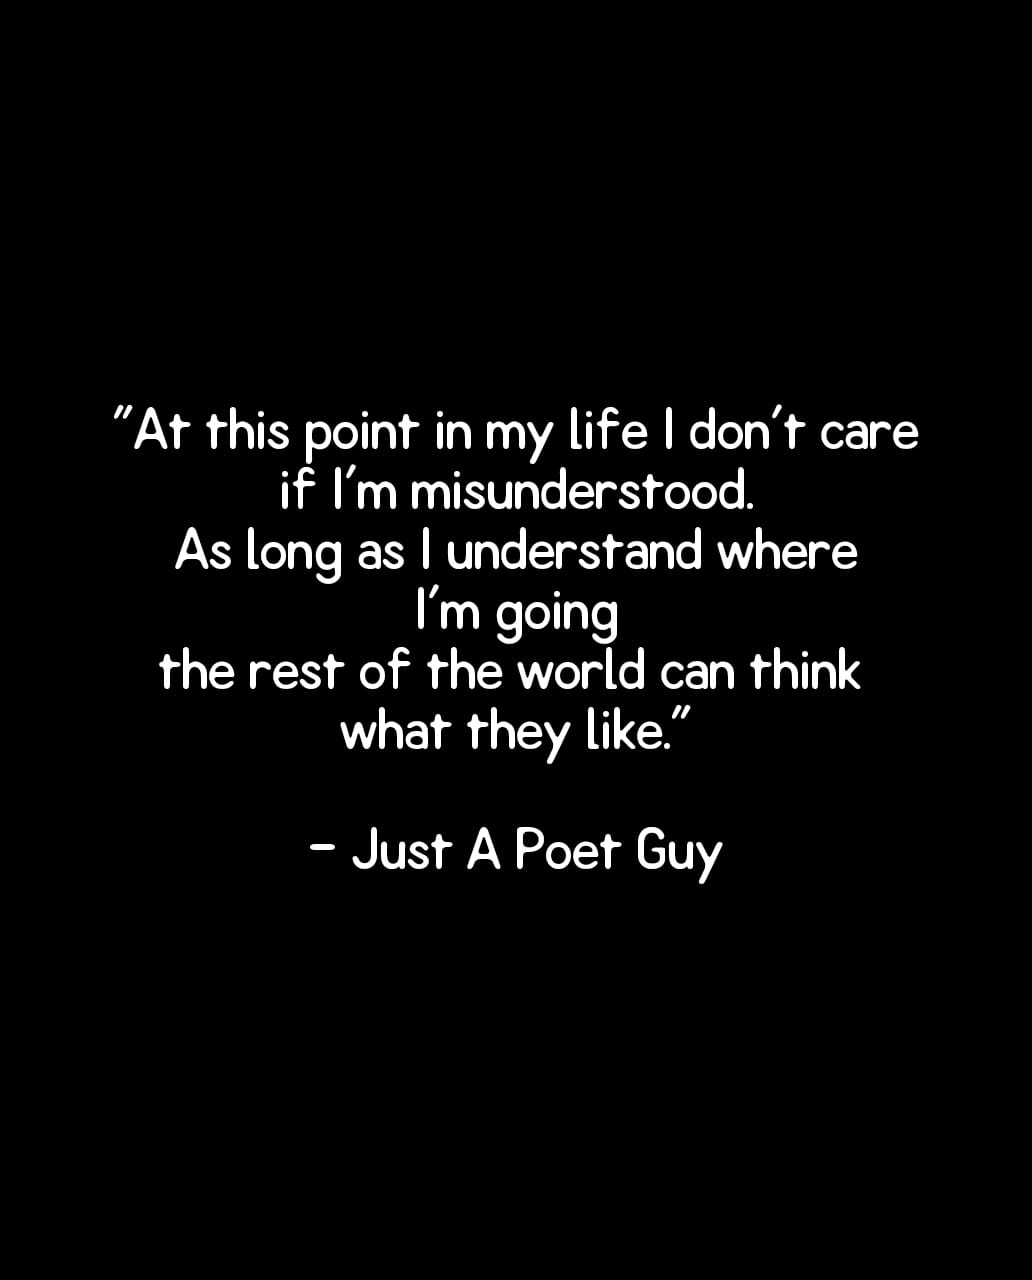 "At this point in my life I don't care
if I'm misunderstood.
As long as I understand where
I'm going
the rest of the world can think
what they like."
- Just A Poet Guy